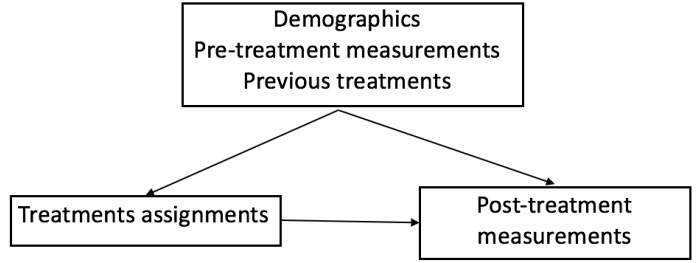 Demographics
Pre-treatment measurements
Previous treatments
Treatments assignments
Post-treatment
measurements